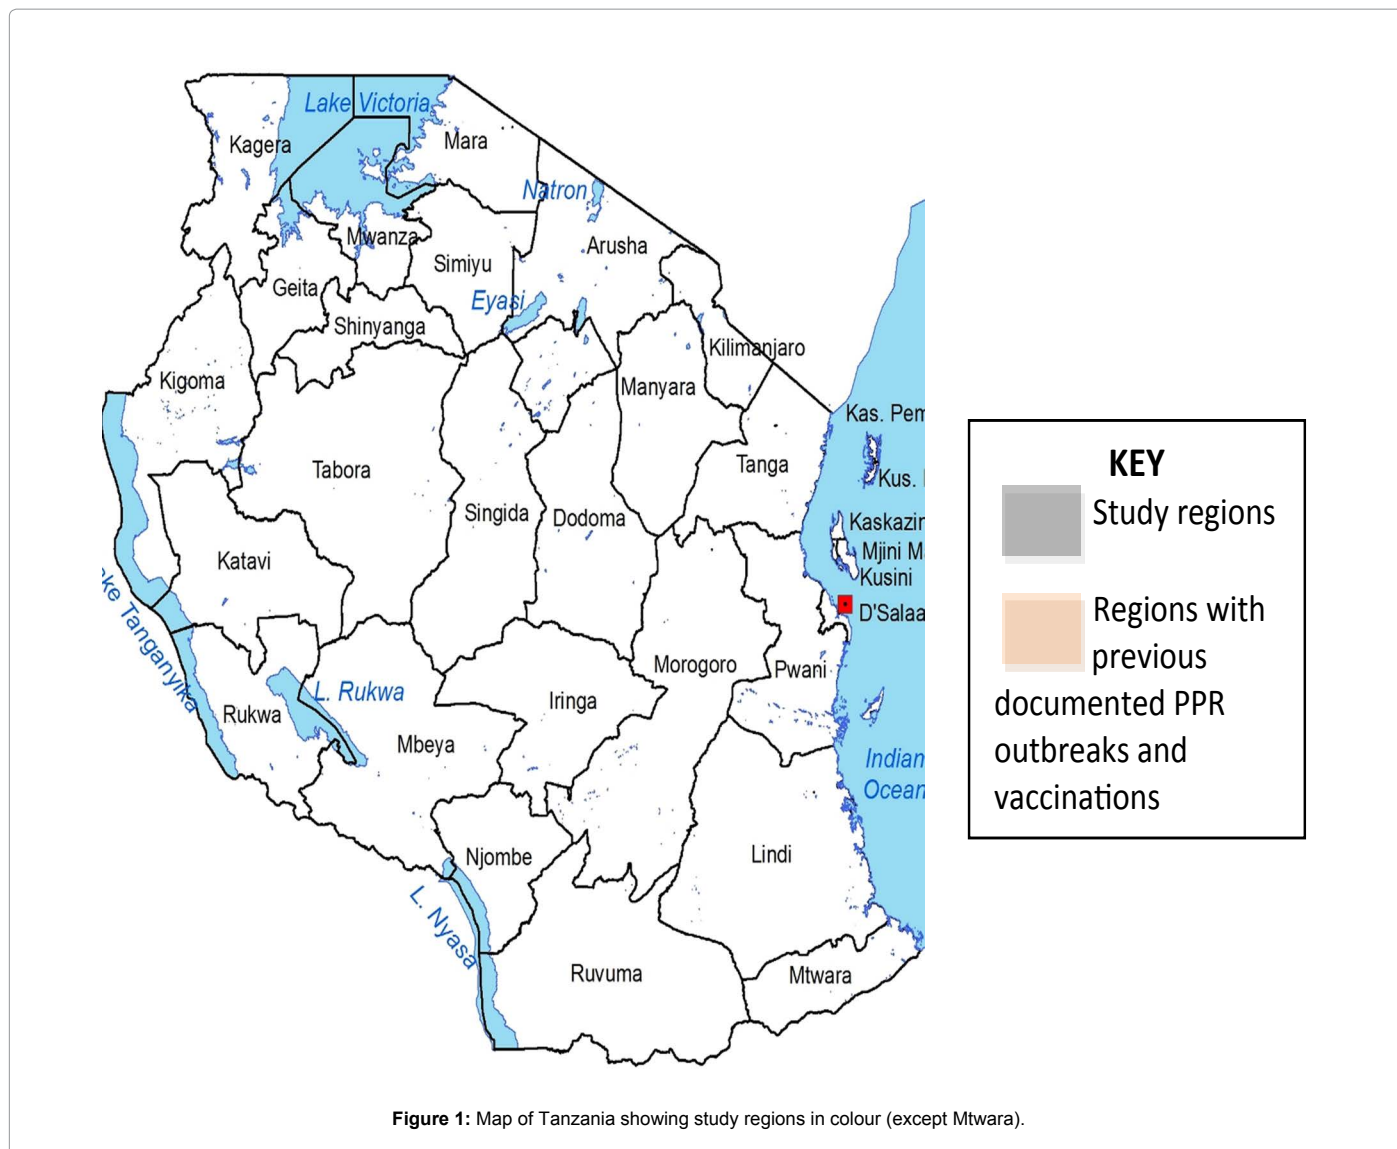 Lake Victoria
Kagera
Mara
Natron
Mwanza
Arusha
Simiyu
Geita
Eyasi
Shinyanga
Kilimanjaro
Kigoma
Manyara
Kas. Pem
Tabora
Tanga
Kus.
Singida
Dodoma
Kaskazin
Katavi
Mjini M
Kusini
D'Salaa
ke Tanganyika
Morogoro
Pwani
L. Rukwa
Iringa
Rukwa
Mbeya
Indian
Ocean
Njombe
Lindi
L. Nyasa
Ruvuma
Mtwara
KEY
Study regions
Regions with
previous
documented PPR
outbreaks and
vaccinations
Figure 1: Map of Tanzania showing study regions in colour (except Mtwara).